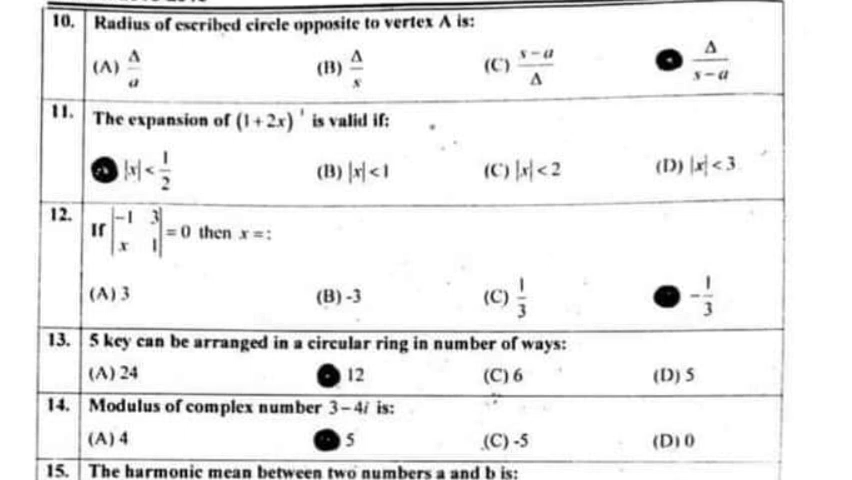 10. Radius of escribed circle opposite to vertex A is:
(A) Δ/a (B) Δ/s (C) s-a/Δ Δ/s-a
11. The expansion of (1+2x) is valid if:
|x|<1/2 (B) |x|<1 (C) |x|<2 (D) |x|<3
12. If |-1 3|
|x 1| =0 then x=:
(A) 3 (B) -3 (C) 1/3 -1/3
13. 5 key can be arranged in a circular ring in number of ways:
(A) 24 12 (C) 6 (D) 5
14. Modulus of complex number 3-4i is:
(A) 4 5 (C) -5 (D) 0
15. The harmonic mean between two numbers a and b is: